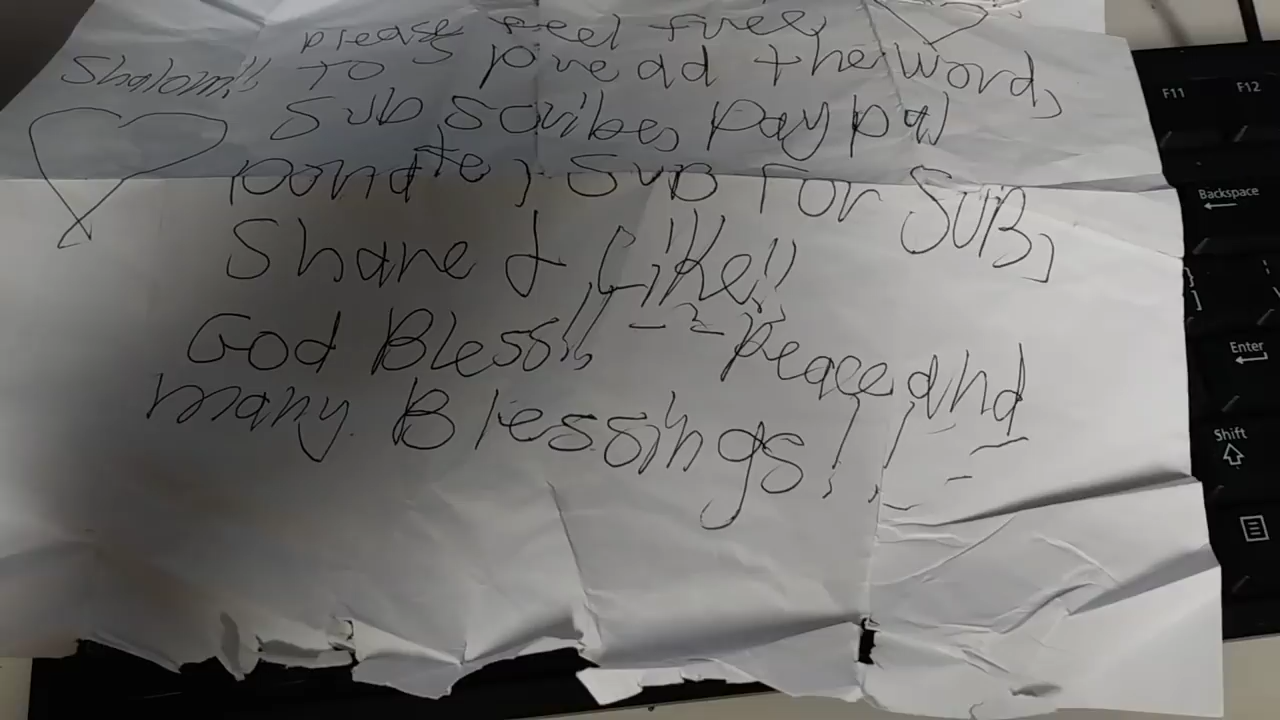 please feel free
Shalom!! to spread the word,
Subscribe, Paypal
Donate, SUB For SUB,
Share & Like!!
God Bless!! Peace and
many Blessings!!
F11
F12
Backspace
}
]
Enter
Shift